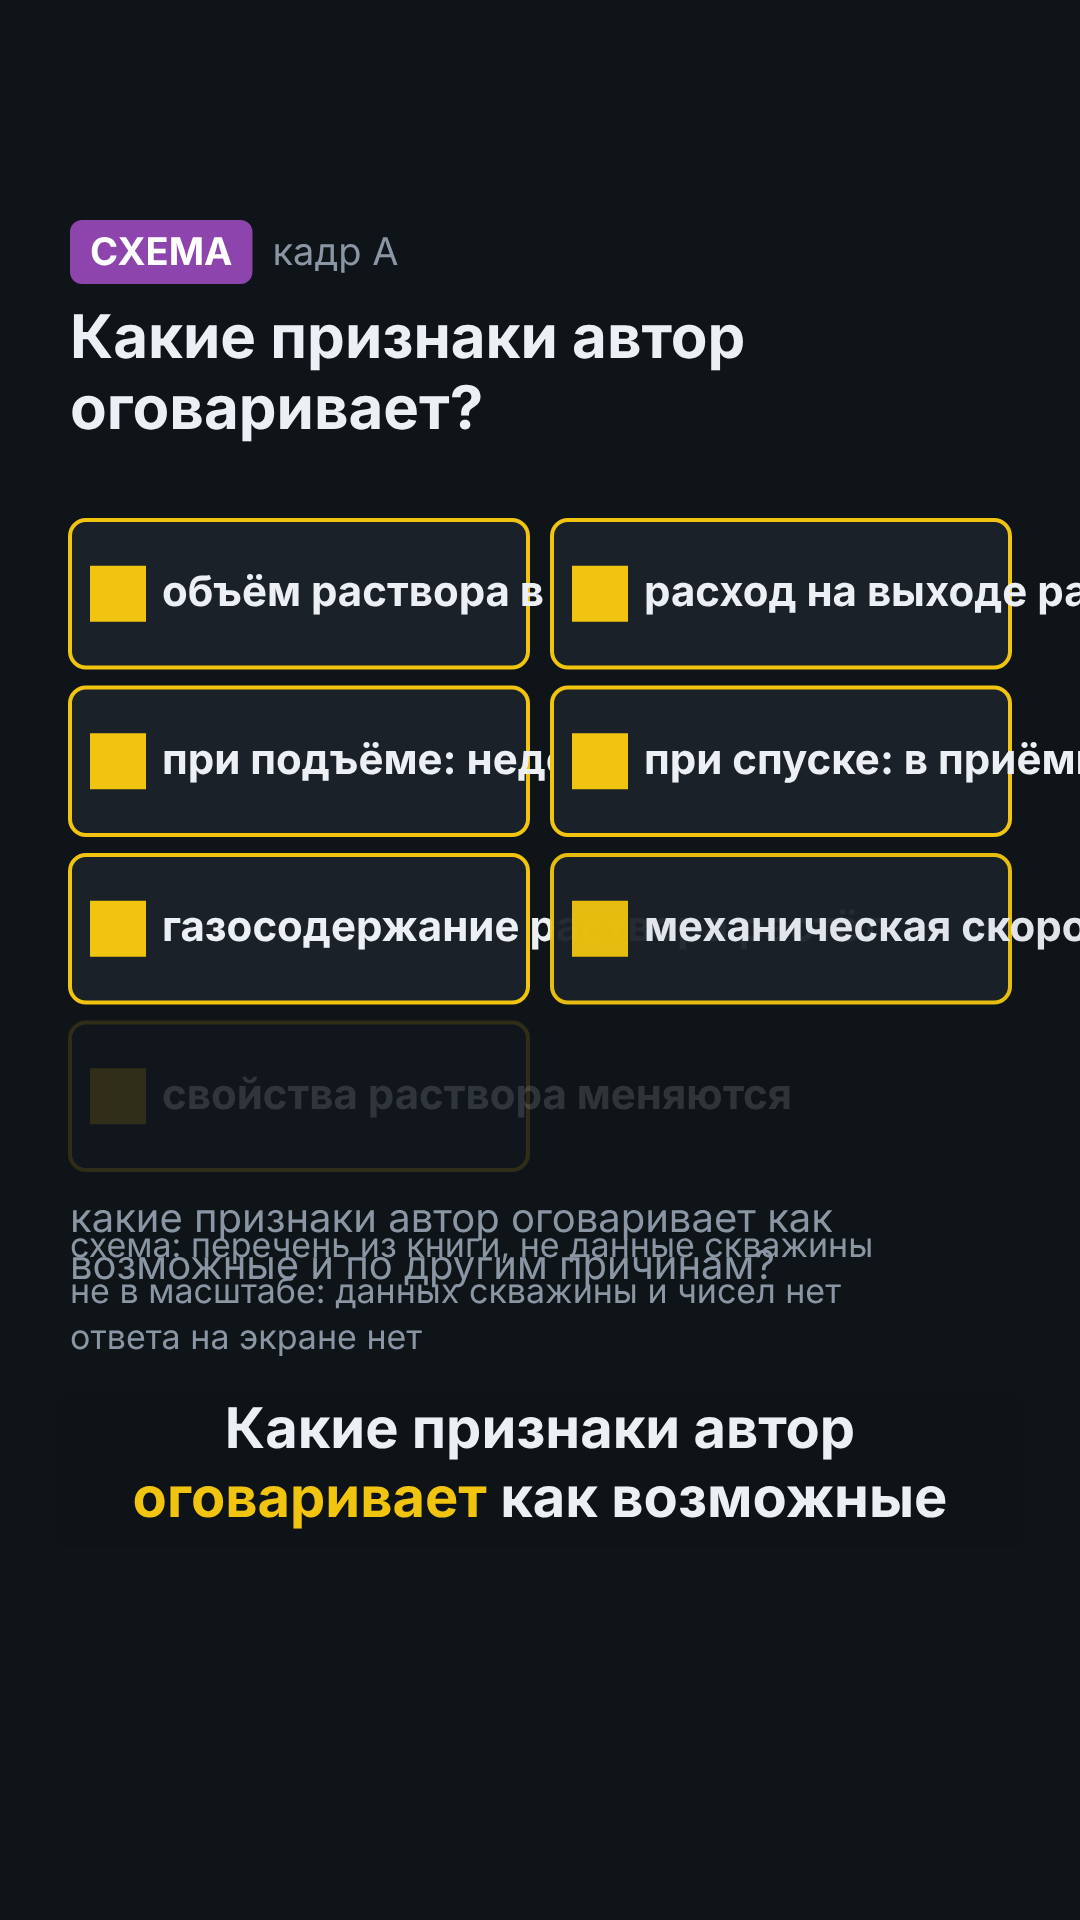 СХЕМА кадр А
Какие признаки автор
оговаривает?
объём раствора в
расход на выходе ра
при подъёме: недо
при спуске: в приём
газосодержание раствора
механическая скоро
свойства раствора меняются
какие признаки автор оговаривает как
схема: перечень из книги, не данные скважины
возможные и по другим причинам?
не в масштабе: данных скважины и чисел нет
ответа на экране нет
Какие признаки автор
оговаривает как возможные